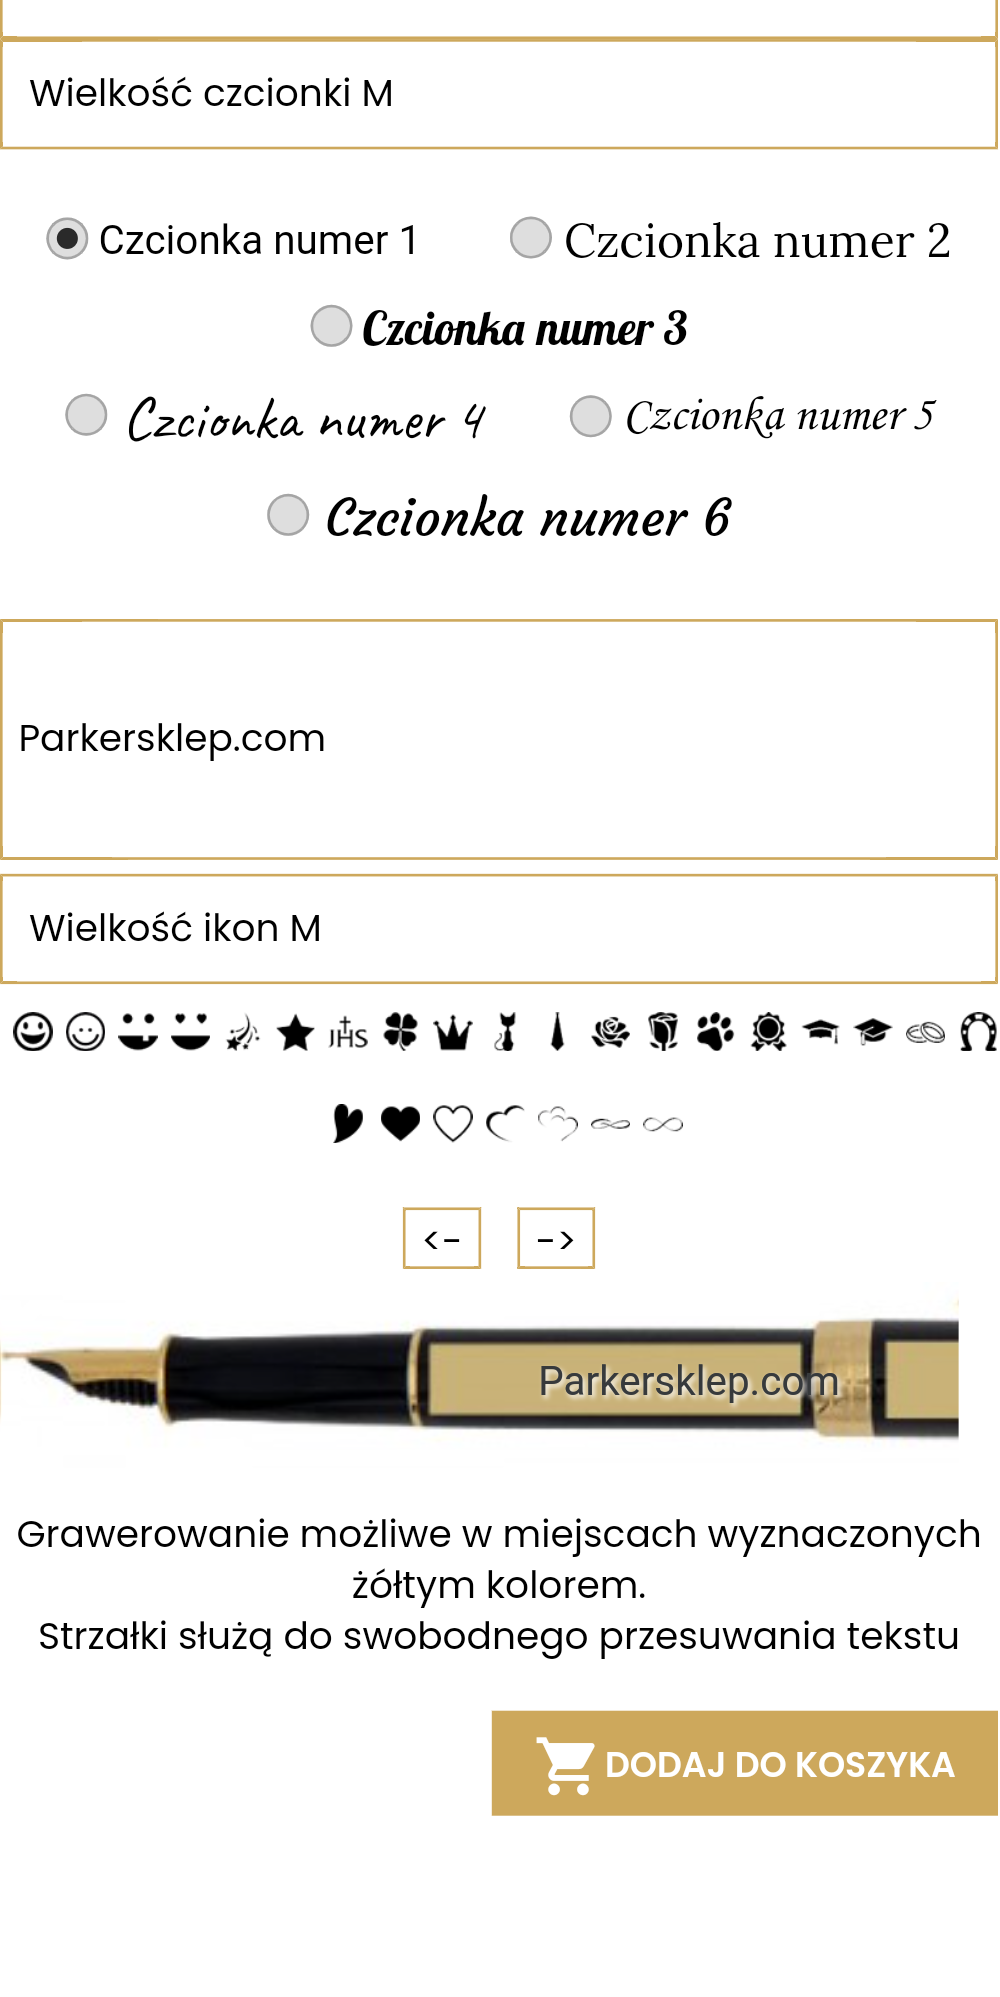 Wielkość czcionki M
Czcionka numer 1
Czcionka numer 2
Czcionka numer 3
Czcionka numer 4
Czcionka numer 5
Czcionka numer 6
Parkersklep.com
Wielkość ikon M
JHS
<-
->
Parkersklep.com
Grawerowanie możliwe w miejscach wyznaczonych
żółtym kolorem.
Strzałki służą do swobodnego przesuwania tekstu
DODAJ DO KOSZYKA